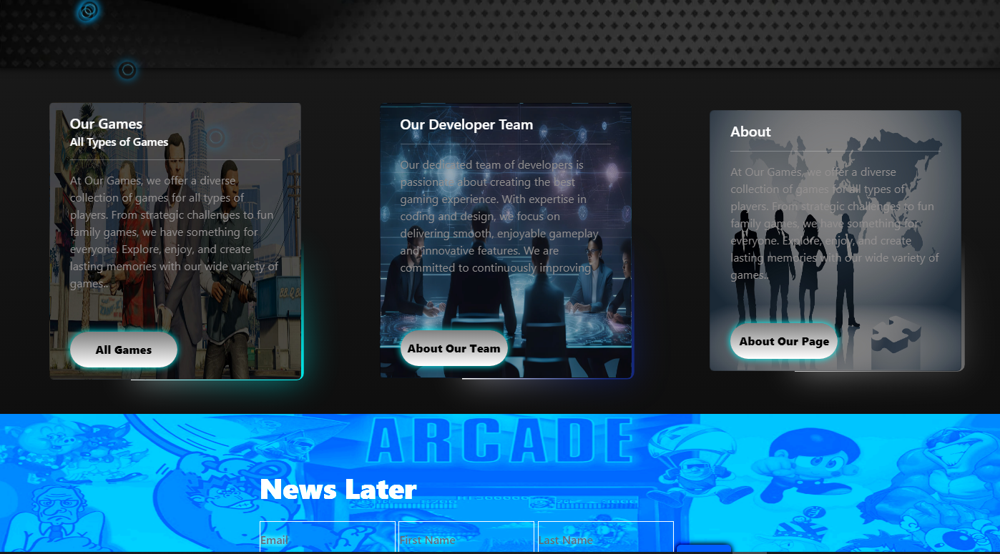 Our Games
All Types of Games
At Our Games, we offer a diverse
collection of games for all types of
players. From strategic challenges to fun
family games, we have something for
everyone. Explore, enjoy, and create
lasting memories with our wide variety of
games..
All Games
Our Developer Team
Our dedicated team of developers is
passionate about creating the best
gaming experience. With expertise in
coding and design, we focus on
delivering smooth, enjoyable gameplay
and innovative features. We are
committed to continuously improving
About Our Team
About
At Our Games, we offer a diverse
collection of games for all types of
players. From strategic challenges to fun
family games, we have something for
everyone. Explore, enjoy, and create
lasting memories with our wide variety of
games..
About Our Page
ARCADE
News Later
Email
First Name
Last Name